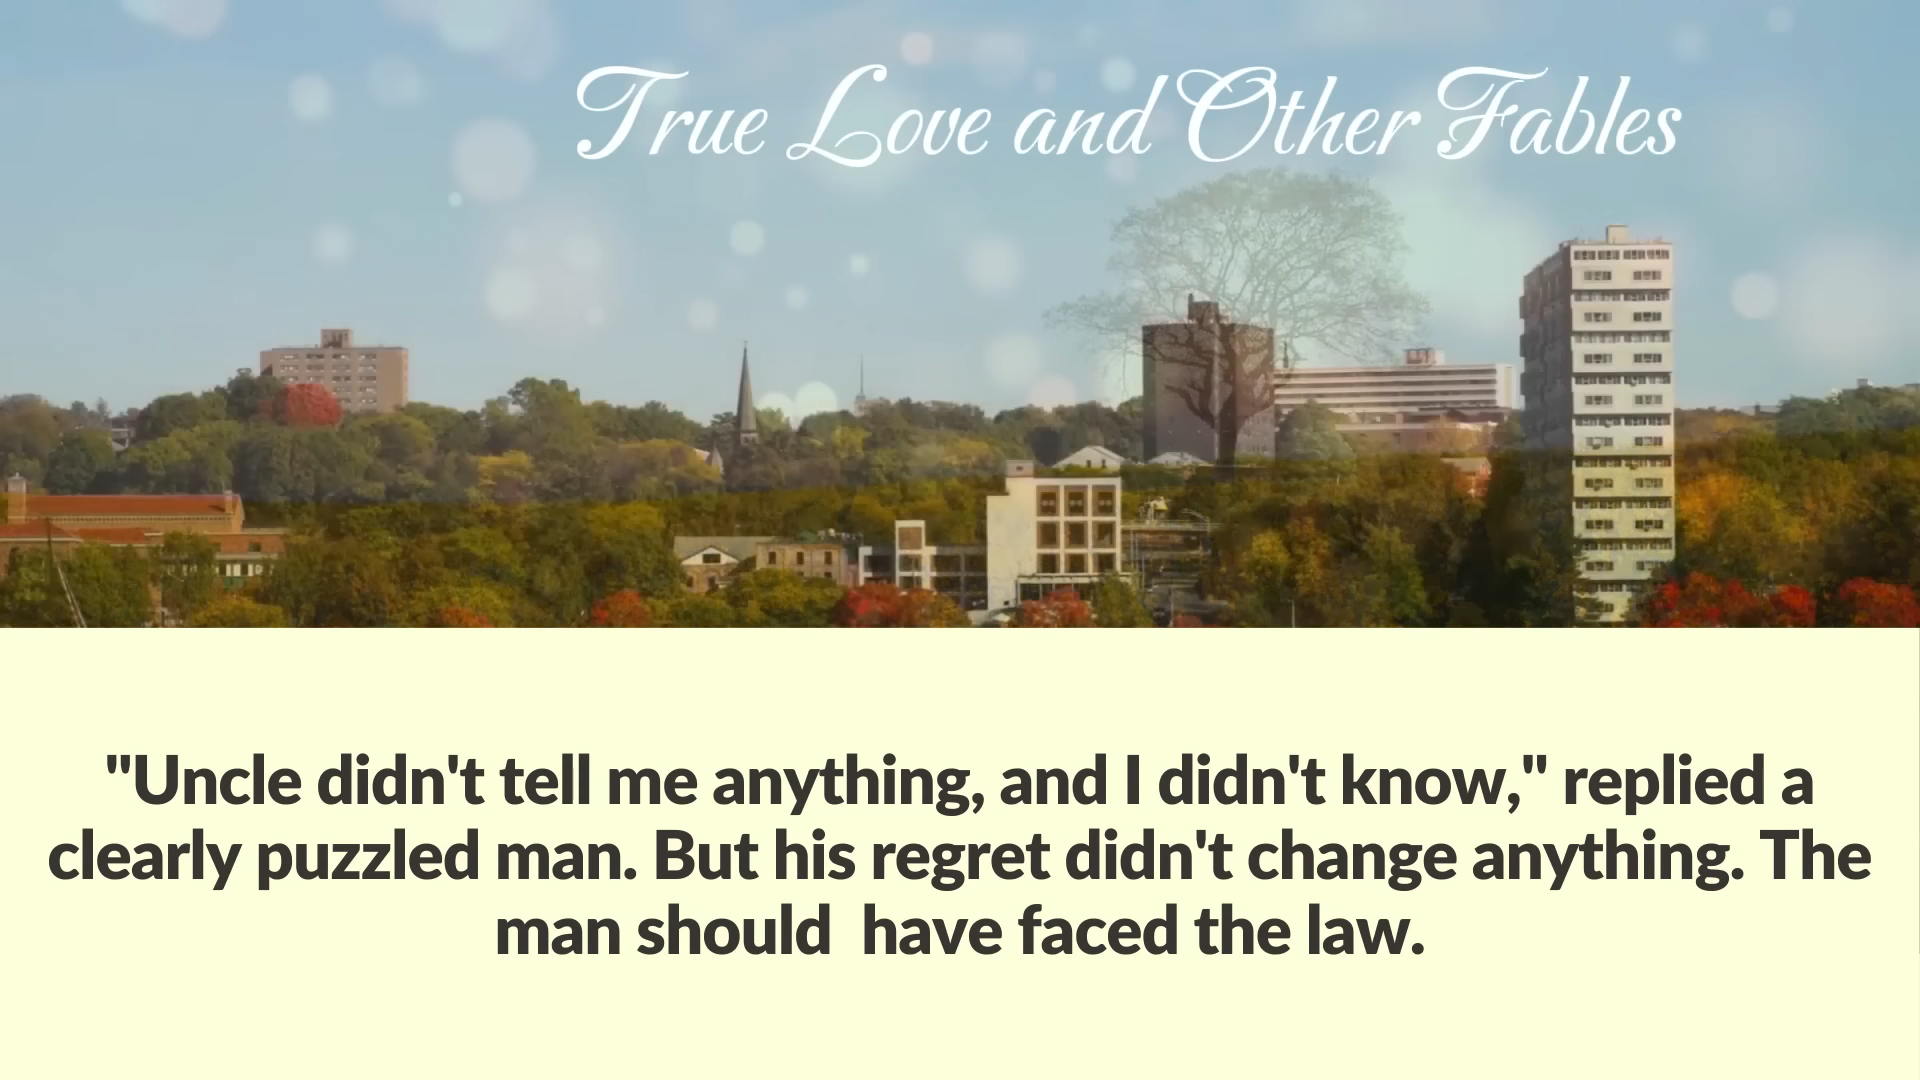 True Love and Other Fables
"Uncle didn't tell me anything, and I didn't know," replied a
clearly puzzled man. But his regret didn't change anything. The
man should  have faced the law.